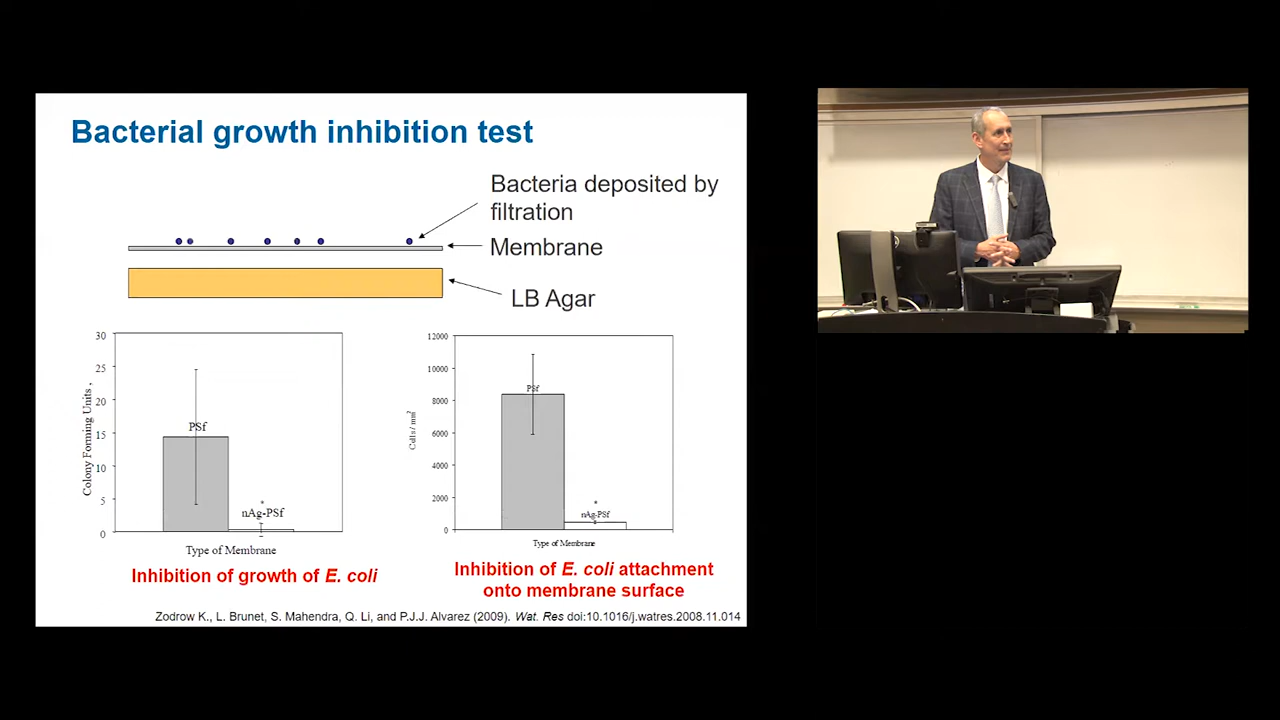 Bacterial growth inhibition test
Bacteria deposited by
filtration
Membrane
LB Agar
30
25
20
15
10
5
0
Colony Forming Units ,
PSf
*
nAg-PSf
Type of Membrane
Inhibition of growth of E. coli
12000
10000
8000
6000
4000
2000
0
Cells / mm²
PSf
*
nAg-PSf
Type of Membrane
Inhibition of E. coli attachment
onto membrane surface
Zodrow K., L. Brunet, S. Mahendra, Q. Li, and P.J.J. Alvarez (2009). Wat. Res doi:10.1016/j.watres.2008.11.014